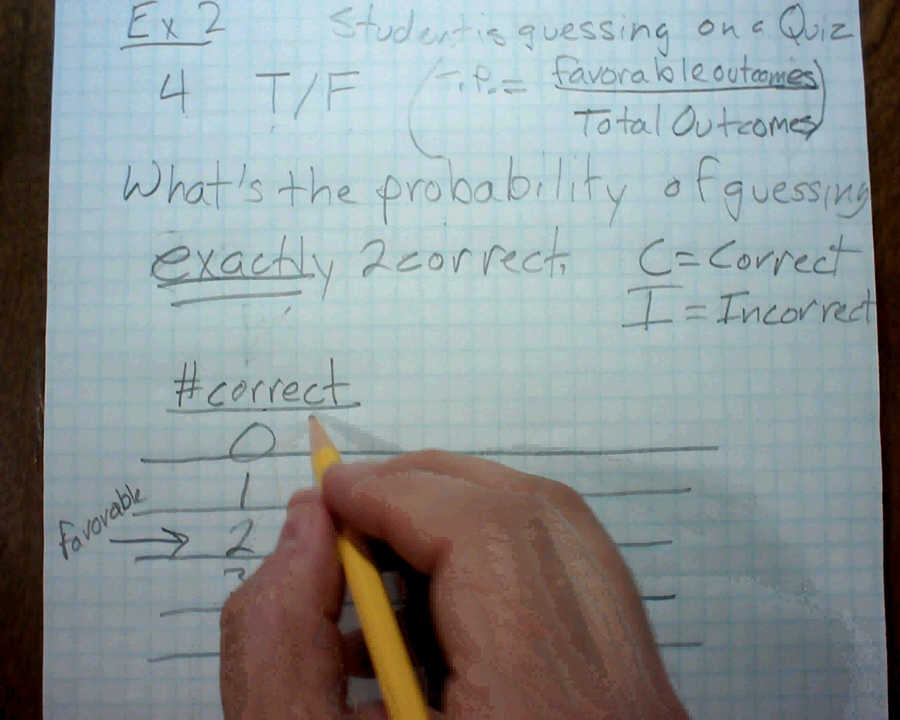 Ex 2 Student is guessing on a Quiz
4 T/F (T.P. = favorable outcomes
Total Outcomes)
What's the probability of guessing
exactly 2 correct. C = Correct
I = Incorrect
#correct
0
1
favorable → 2
3